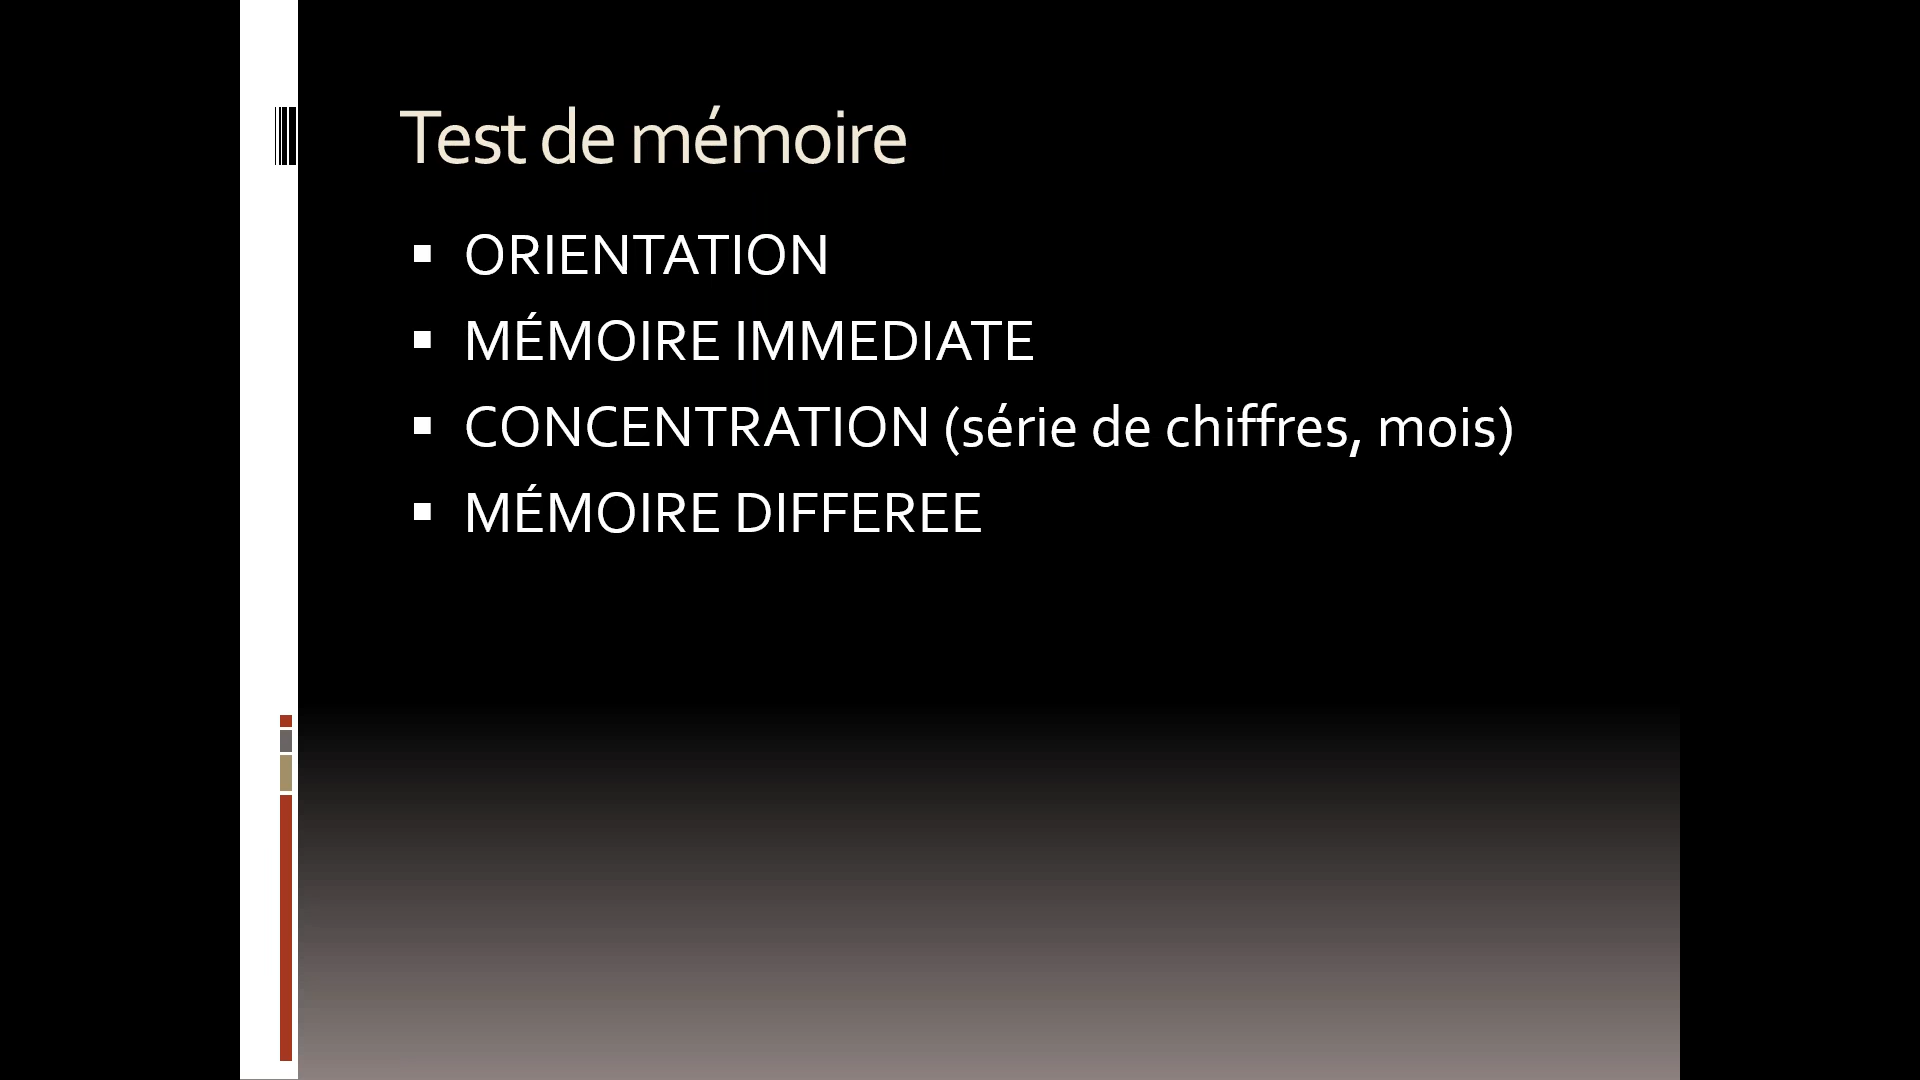 Test de mémoire
▪ ORIENTATION
▪ MÉMOIRE IMMEDIATE
▪ CONCENTRATION (série de chiffres, mois)
▪ MÉMOIRE DIFFEREE